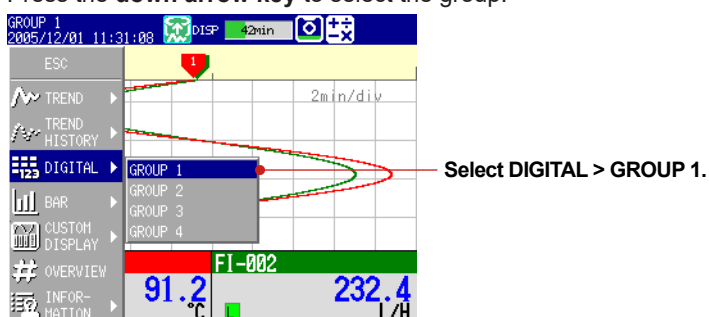 Press the down arrow key to select the group.
GROUP 1
2005/12/01 11:31:08 DISP 42min
ESC
1
2min/div
TREND
TREND
HISTORY
DIGITAL
GROUP 1
GROUP 2
GROUP 3
GROUP 4
Select DIGITAL > GROUP 1.
BAR
CUSTOM
DISPLAY
OVERVIEW
INFOR-
MATION
FI-002
91.2
°C
232.4
L/H